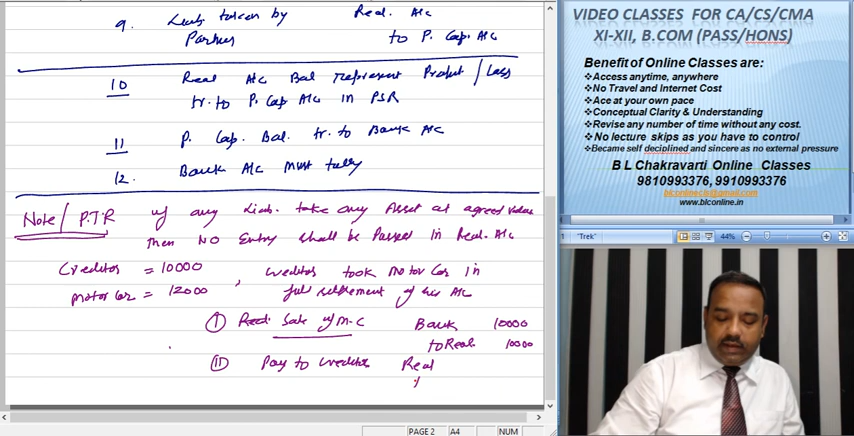 9. Liab taken by Real. A/c
Partner to P. Cap. A/c
10 Real A/c Bal represent Profit / Loss
tr. to P. Cap A/c in PSR
11 P. Cap. Bal. tr. to Bank A/c
12. Bank A/c must tally
Note / P.T.R if any Liab. take any Asset at agreed value
then NO Entry shall be Passed in Real. A/c
Creditor = 10000 , creditors took Motor Car in
Motor Car = 12000 full settlement of his A/c
I Sale of M-C Bank 10000
to Real. 10000
II Pay to creditor Real
VIDEO CLASSES FOR CA/CS/CMA
XI-XII, B.COM (PASS/HONS)
Benefit of Online Classes are:
❖Access anytime, anywhere
❖No Travel and Internet Cost
❖Ace at your own pace
❖Conceptual Clarity & Understanding
❖Revise any number of time without any cost.
❖No lecture skips as you have to control
❖Became self deciplined and sincere as no external pressure
B L Chakravarti Online Classes
9810993376, 9910993376
blconlinecls@gmail.com
www.blconline.in
1 "Trek" 44%
PAGE 2 A4 NUM